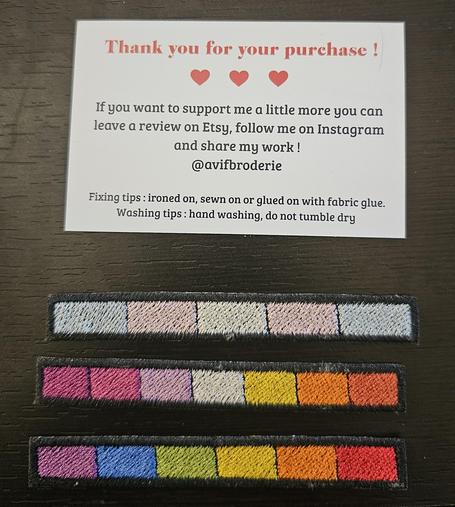 Thank you for your purchase !
If you want to support me a little more you can
leave a review on Etsy, follow me on Instagram
and share my work !
@avifbroderie
Fixing tips : ironed on, sewn on or glued on with fabric glue.
Washing tips : hand washing, do not tumble dry